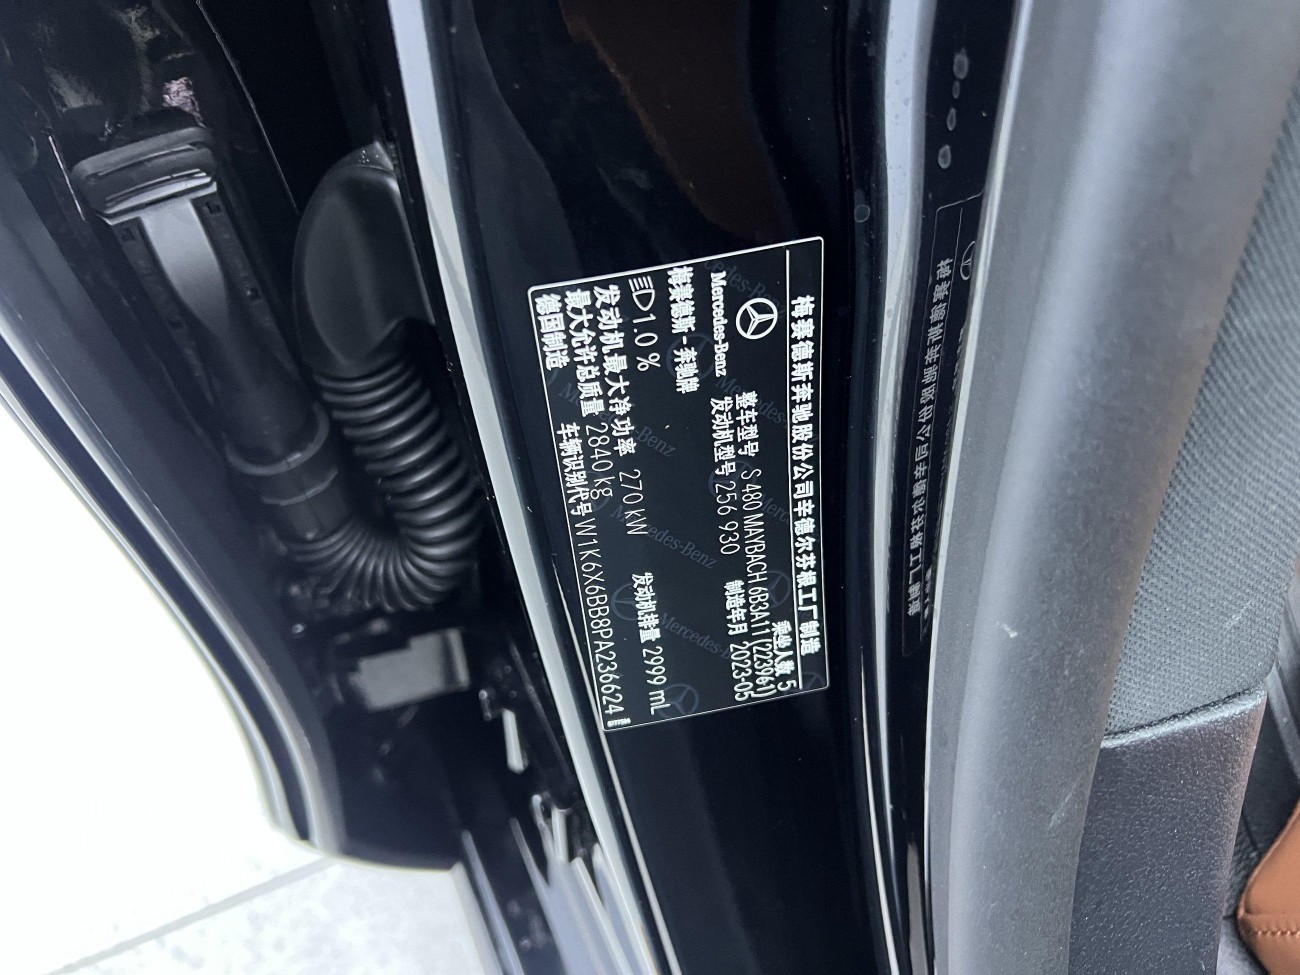 梅赛德斯奔驰股份公司辛德尔芬根工厂制造
乘坐人数 5
Mercedes-Benz
整车型号 S 480 MAYBACH 6B3A11 (223961)
发动机型号 256 930
制造年月 2023-05
梅赛德斯-奔驰牌
1.0 %
发动机最大净功率 270 kW
发动机排量 2999 mL
最大允许总质量 2840 kg
德国制造
车辆识别代号 W1K6X6BB8PA236624